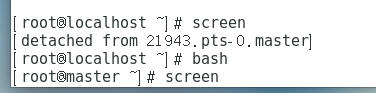 [root@localhost ~]# screen
[detached from 21943.pts-0.master]
[root@localhost ~]# bash
[root@master ~]# screen